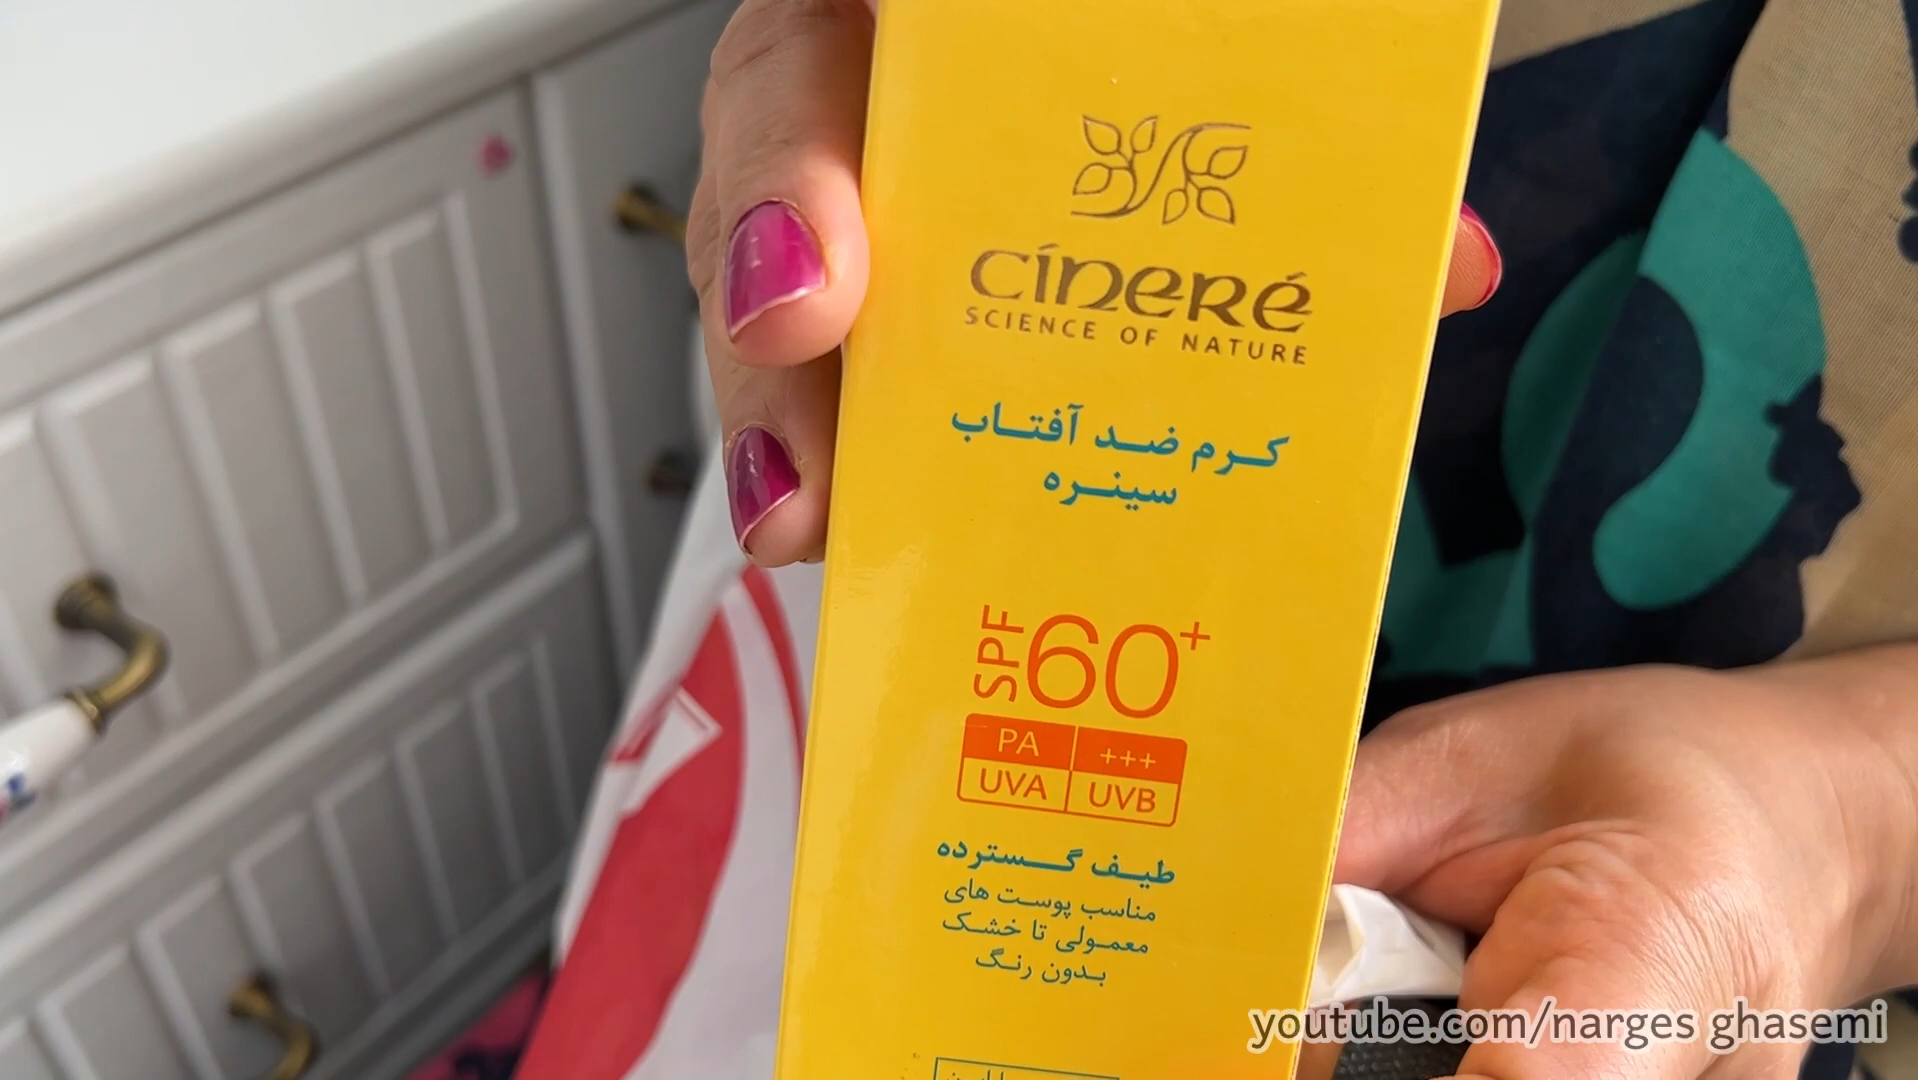 cíneré
SCIENCE OF NATURE
کرم ضد آفتاب
سینره
SPF 60+
PA +++
UVA UVB
طیف گسترده
مناسب پوست های
معمولی تا خشک
بدون رنگ
youtube.com/narges ghasemi